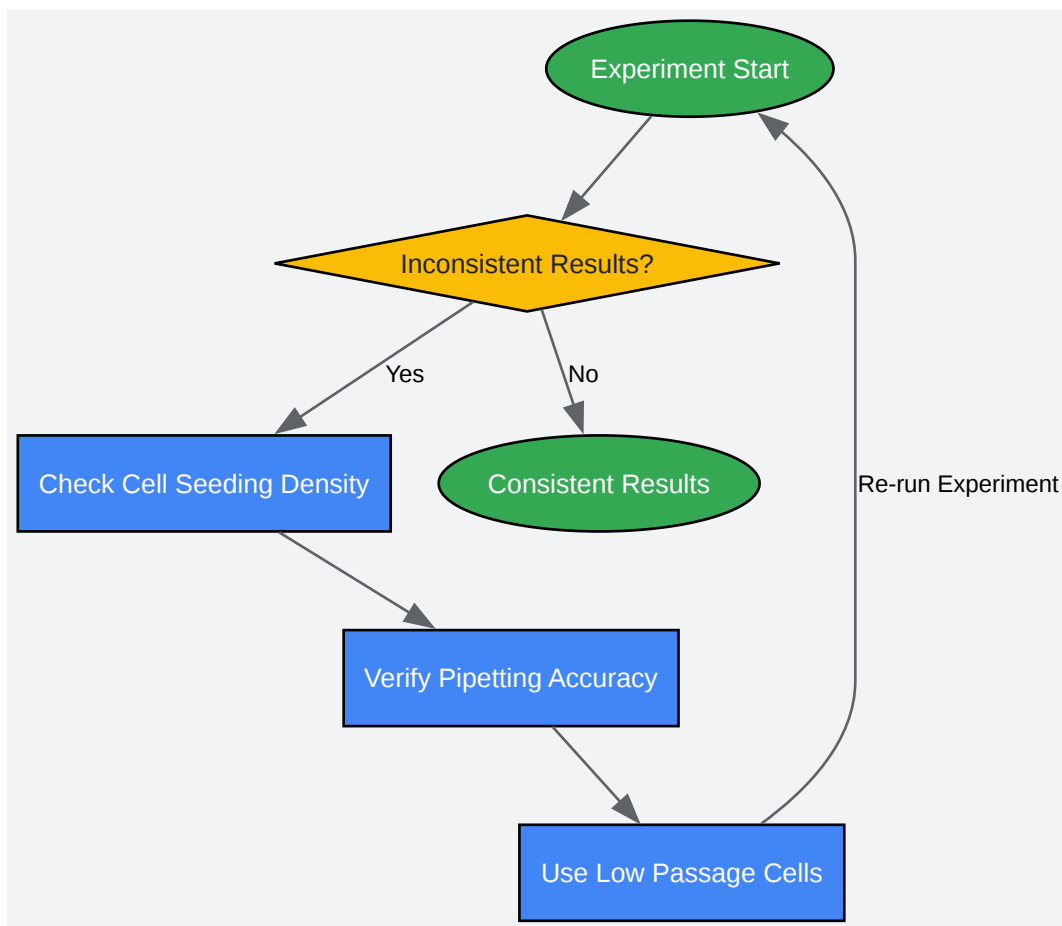 Experiment Start
Inconsistent Results?
Yes
No
Check Cell Seeding Density
Consistent Results
Re-run Experiment
Verify Pipetting Accuracy
Use Low Passage Cells